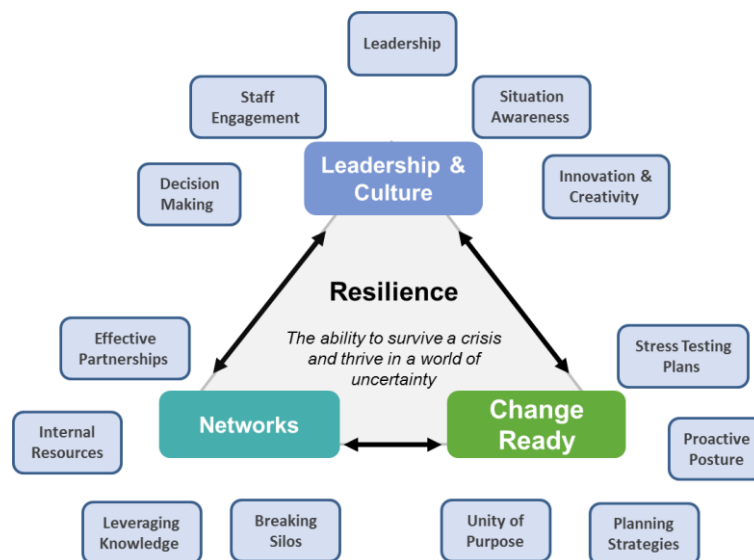 Leadership
Staff
Engagement
Situation
Awareness
Leadership &
Culture
Decision
Making
Innovation &
Creativity
Resilience
The ability to survive a crisis
and thrive in a world of
uncertainty
Effective
Partnerships
Stress Testing
Plans
Networks
Change
Ready
Internal
Resources
Proactive
Posture
Leveraging
Knowledge
Breaking
Silos
Unity of
Purpose
Planning
Strategies